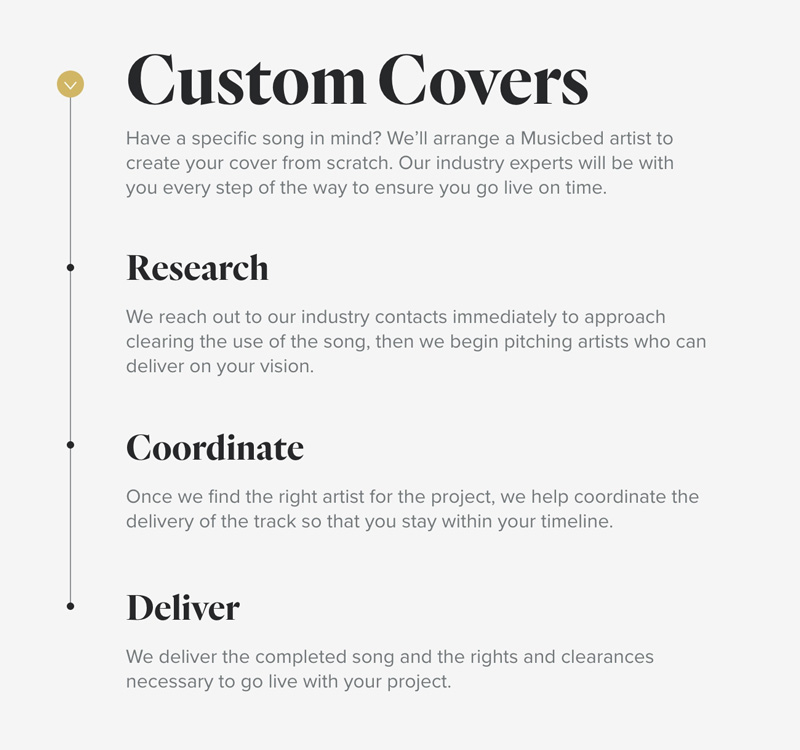 Custom Covers
Have a specific song in mind? We’ll arrange a Musicbed artist to
create your cover from scratch. Our industry experts will be with
you every step of the way to ensure you go live on time.
Research
We reach out to our industry contacts immediately to approach
clearing the use of the song, then we begin pitching artists who can
deliver on your vision.
Coordinate
Once we find the right artist for the project, we help coordinate the
delivery of the track so that you stay within your timeline.
Deliver
We deliver the completed song and the rights and clearances
necessary to go live with your project.